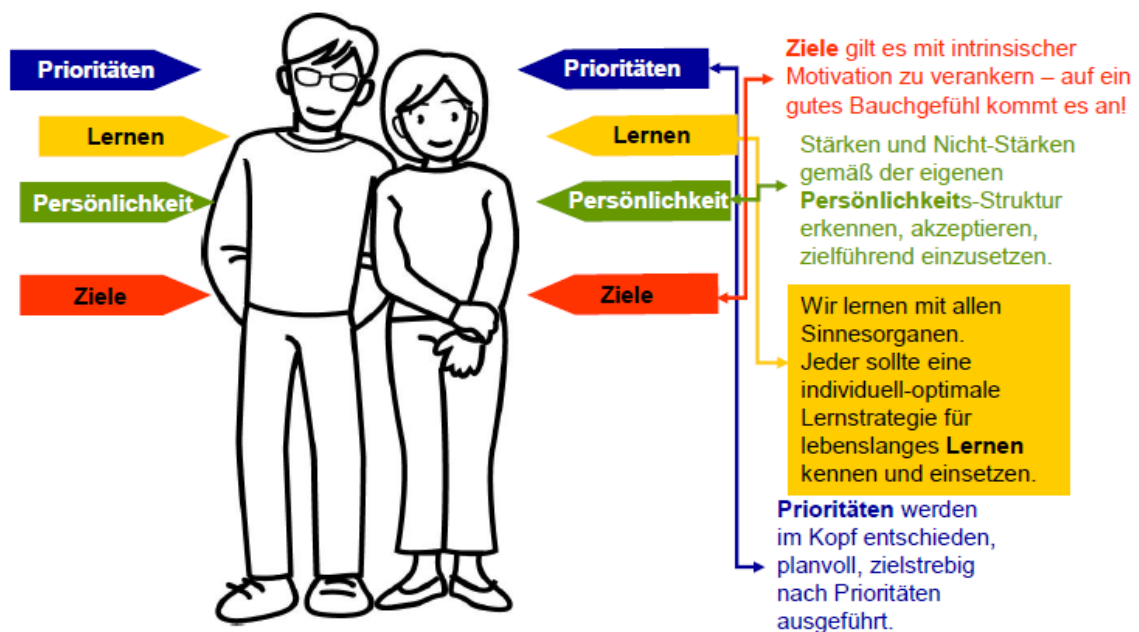 Prioritäten
Lernen
Persönlichkeit
Ziele
Prioritäten
Lernen
Persönlichkeit
Ziele
Ziele gilt es mit intrinsischer
Motivation zu verankern – auf ein
gutes Bauchgefühl kommt es an!
Stärken und Nicht-Stärken
gemäß der eigenen
Persönlichkeits-Struktur
erkennen, akzeptieren,
zielführend einzusetzen.
Wir lernen mit allen
Sinnesorganen.
Jeder sollte eine
individuell-optimale
Lernstrategie für
lebenslanges Lernen
kennen und einsetzen.
Prioritäten werden
im Kopf entschieden,
planvoll, zielstrebig
nach Prioritäten
ausgeführt.